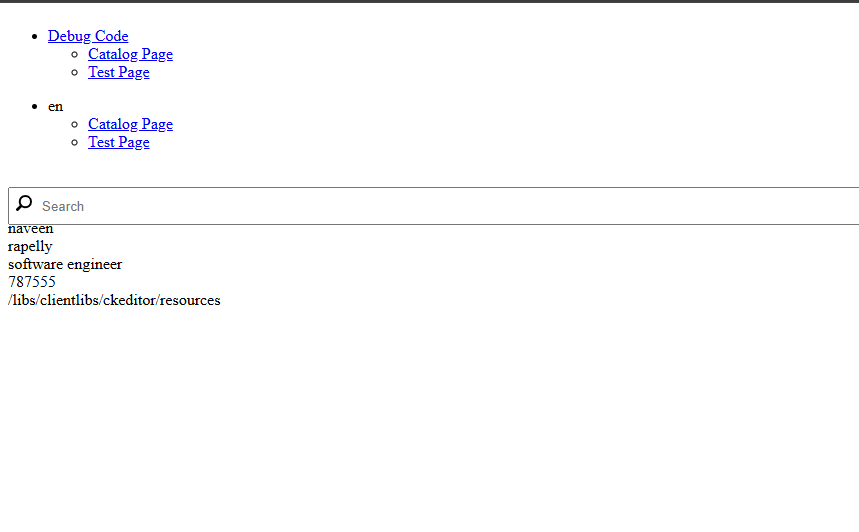 Debug Code
Catalog Page
Test Page
en
Catalog Page
Test Page
Search
naveen
rapelly
software engineer
787555
/libs/clientlibs/ckeditor/resources